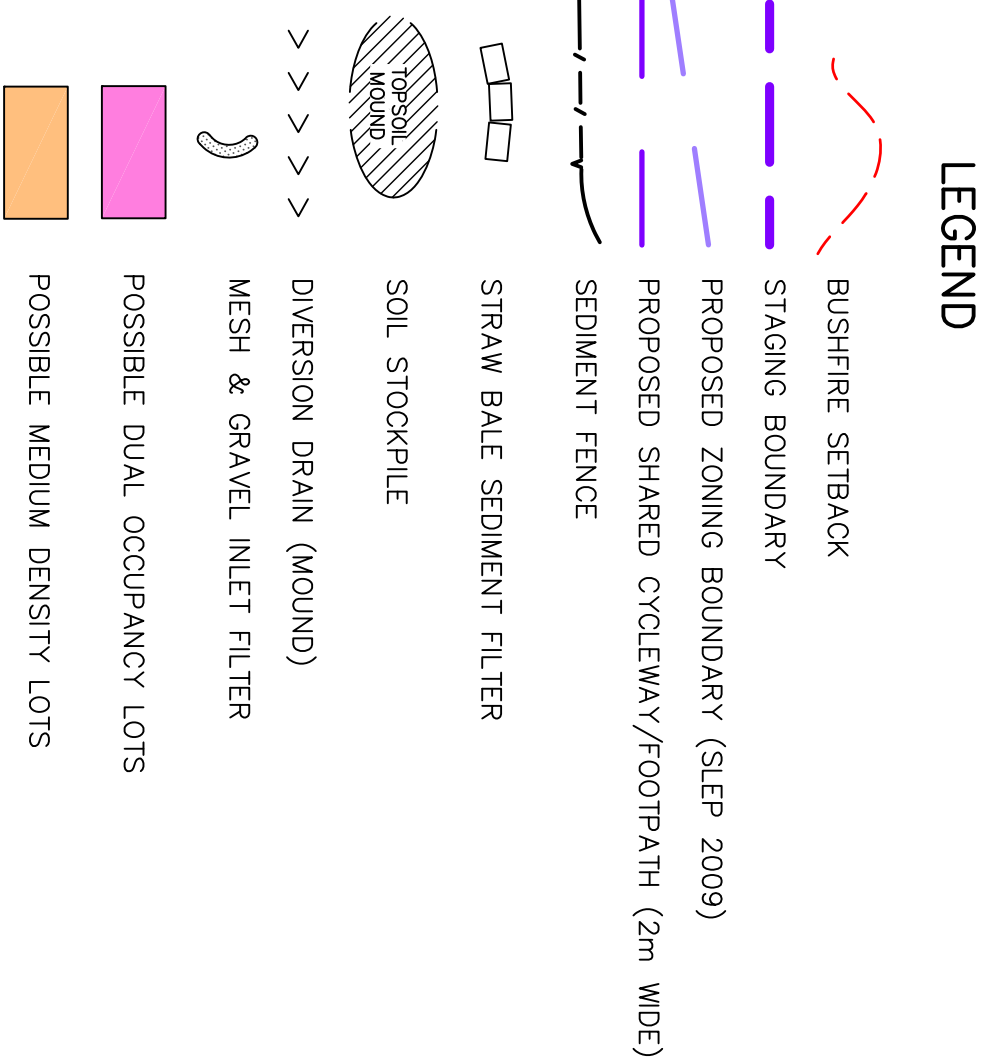 LEGEND
BUSHFIRE SETBACK
STAGING BOUNDARY
PROPOSED ZONING BOUNDARY (SLEP 2009)
PROPOSED SHARED CYCLEWAY/FOOTPATH (2m WIDE)
SEDIMENT FENCE
STRAW BALE SEDIMENT FILTER
TOPSOIL
MOUND
SOIL STOCKPILE
DIVERSION DRAIN (MOUND)
MESH & GRAVEL INLET FILTER
POSSIBLE DUAL OCCUPANCY LOTS
POSSIBLE MEDIUM DENSITY LOTS